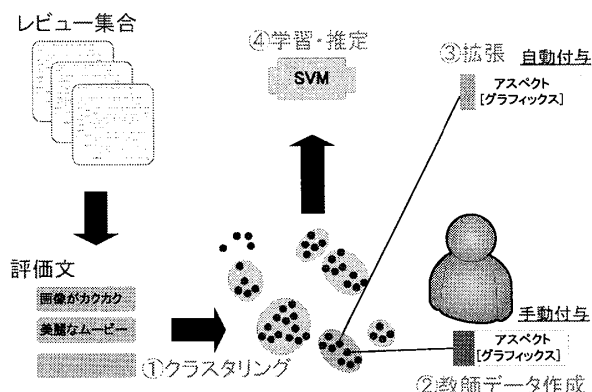 レビュー集合
④学習・推定
SVM
③拡張 自動付与
アスペクト
[グラフィックス]
評価文
画像がカクカク
美麗なムービー
①クラスタリング
手動付与
アスペクト
[グラフィックス]
②教師データ作成